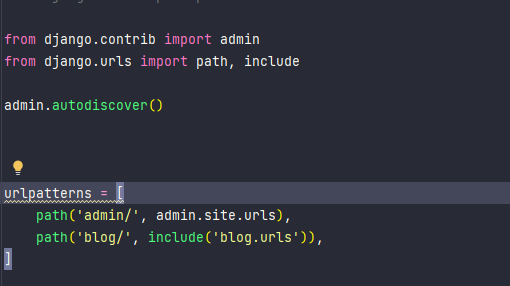 from django.contrib import admin
from django.urls import path, include
admin.autodiscover()
urlpatterns = [
    path('admin/', admin.site.urls),
    path('blog/', include('blog.urls')),
]